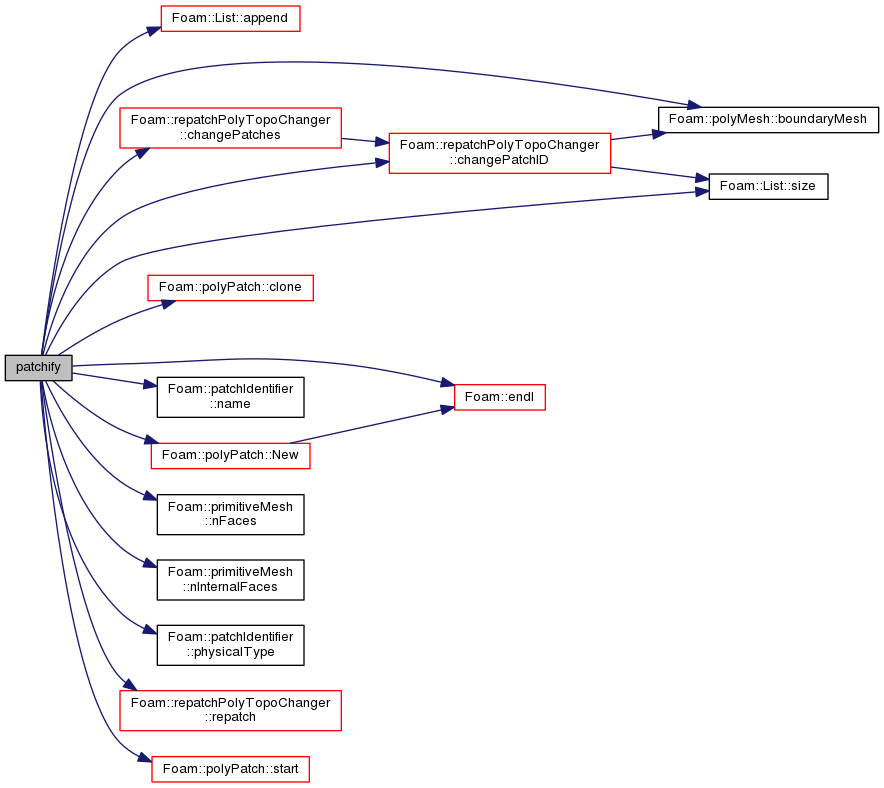 Foam::List::append
Foam::polyMesh::boundaryMesh
Foam::repatchPolyTopoChanger
::changePatches
Foam::repatchPolyTopoChanger
::changePatchID
Foam::List::size
Foam::polyPatch::clone
patchify
Foam::patchIdentifier
::name
Foam::endl
Foam::polyPatch::New
Foam::primitiveMesh
::nFaces
Foam::primitiveMesh
::nInternalFaces
Foam::patchIdentifier
::physicalType
Foam::repatchPolyTopoChanger
::repatch
Foam::polyPatch::start